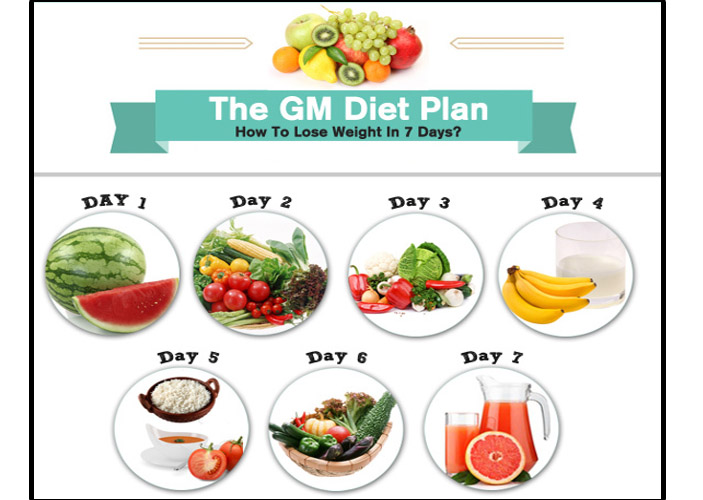 The GM Diet Plan
How To Lose Weight In 7 Days?
DAY 1
Day 2
Day 3
Day 4
Day 5
Day 6
Day 7